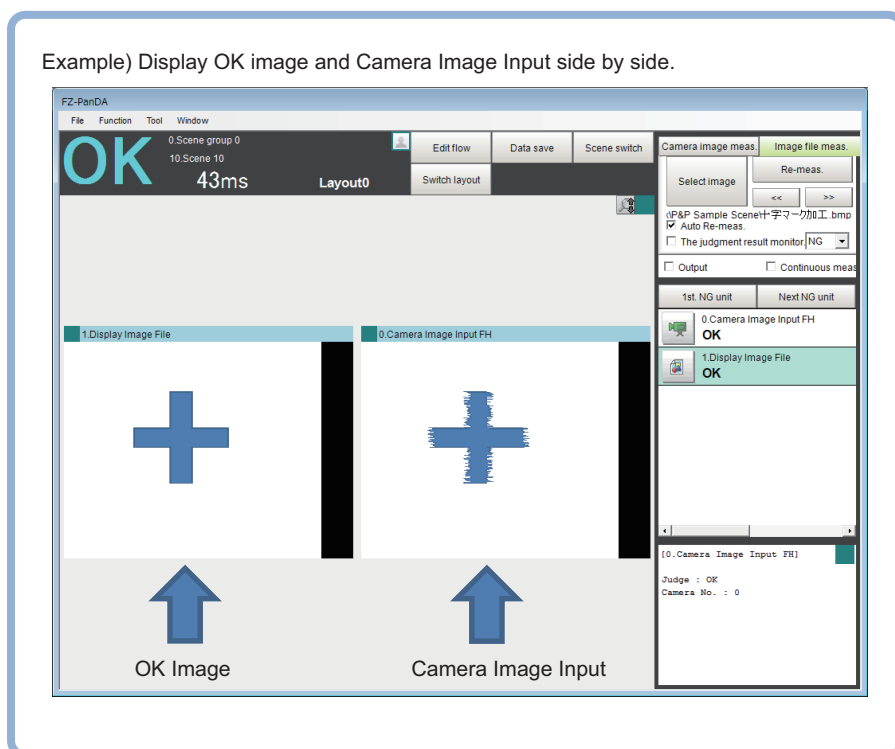 Example) Display OK image and Camera Image Input side by side.
FZ-PanDA
File Function Tool Window
OK
0.Scene group 0
10.Scene 10
43ms
Layout0
Edit flow
Data save
Scene switch
Switch layout
Camera image meas.
Image file meas.
Select image
Re-meas.
<<
>>
\P&P Sample Scene\十字マーク加工.bmp
Auto Re-meas.
The judgment result monitor.
NG
Output
Continuous meas
1st. NG unit
Next NG unit
0.Camera Image Input FH
OK
1.Display Image File
OK
1.Display Image File
0.Camera Image Input FH
[0.Camera Image Input FH]
Judge : OK
Camera No. : 0
OK Image
Camera Image Input